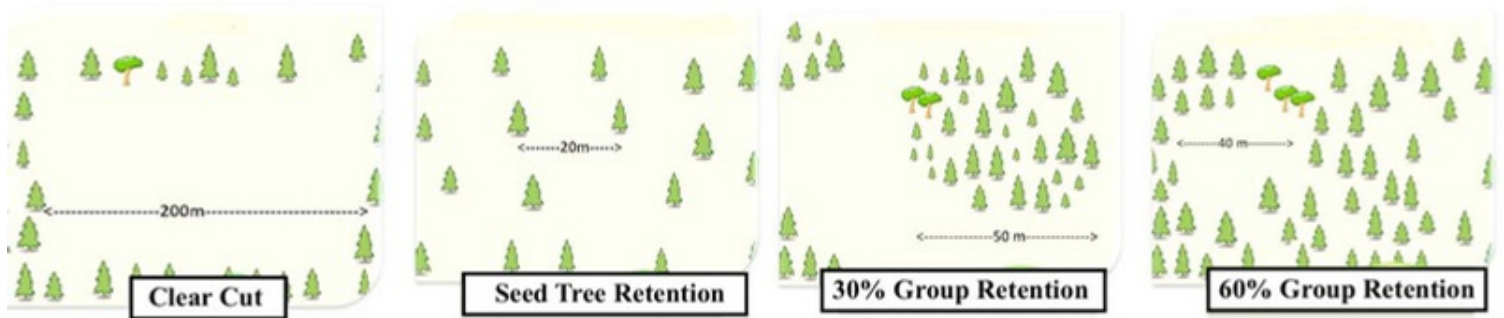 200m
Clear Cut
20m
Seed Tree Retention
50 m
30% Group Retention
40 m
60% Group Retention